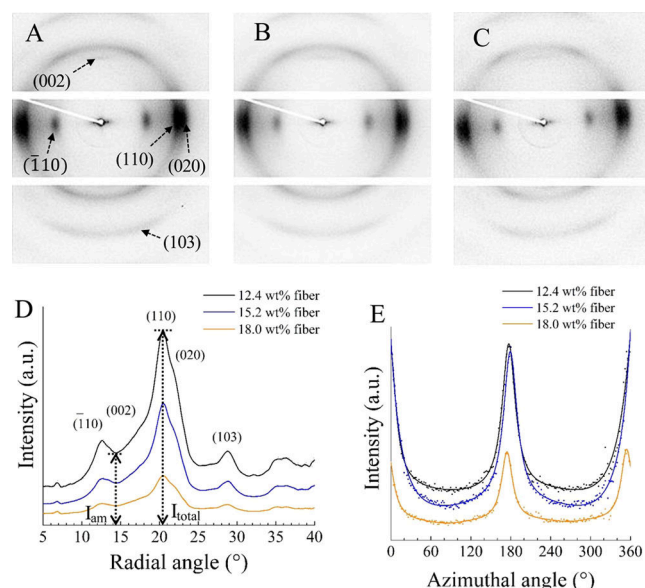 A
B
C
(002)
(1̄10)
(110)
(020)
(103)
D
12.4 wt% fiber
15.2 wt% fiber
18.0 wt% fiber
(110)
(020)
(1̄10)
(002)
(103)
I_am
I_total
Intensity (a.u.)
5 10 15 20 25 30 35 40
Radial angle (°)
E
12.4 wt% fiber
15.2 wt% fiber
18.0 wt% fiber
Intensity (a.u.)
0 60 120 180 240 300 360
Azimuthal angle (°)